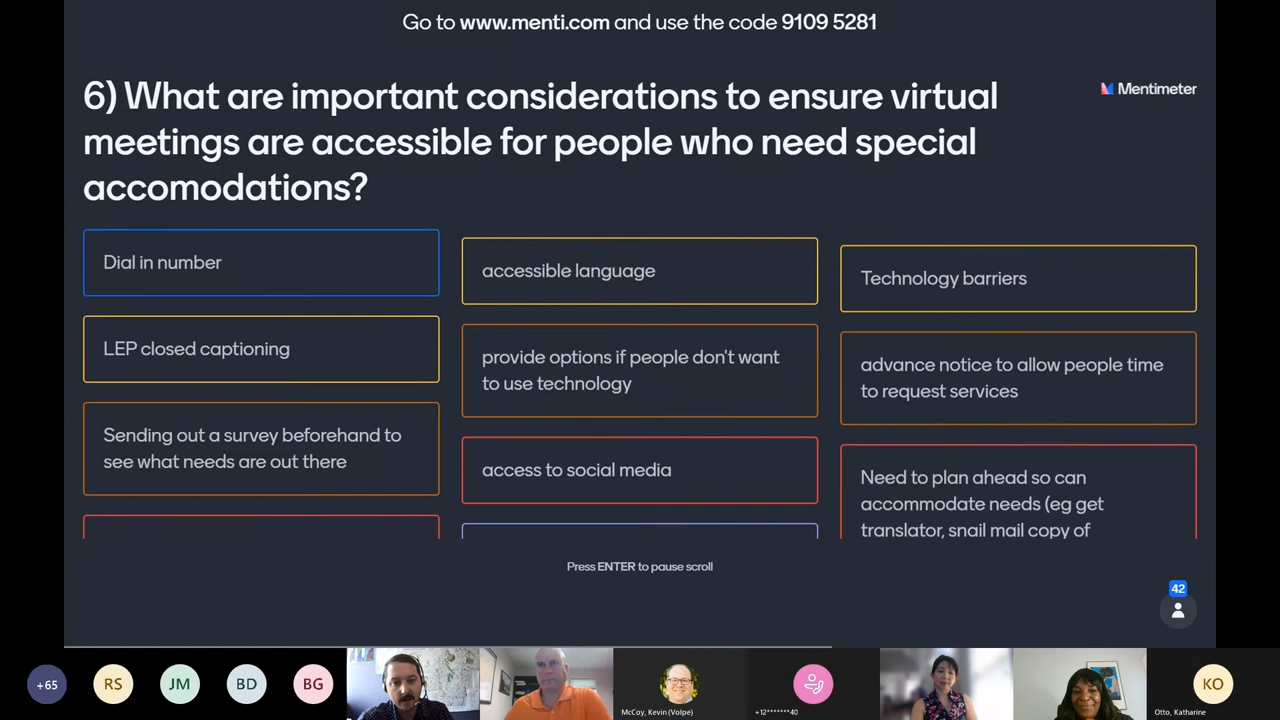 Go to www.menti.com and use the code 9109 5281
6) What are important considerations to ensure virtual
meetings are accessible for people who need special
accomodations?
Mentimeter
Dial in number
LEP closed captioning
Sending out a survey beforehand to
see what needs are out there
accessible language
provide options if people don't want
to use technology
access to social media
Technology barriers
advance notice to allow people time
to request services
Need to plan ahead so can
accommodate needs (eg get
translator, snail mail copy of
Press ENTER to pause scroll
42
+65
RS
JM
BD
BG
McCoy, Kevin (Volpe)
+12*******40
KO
Otto, Katharine